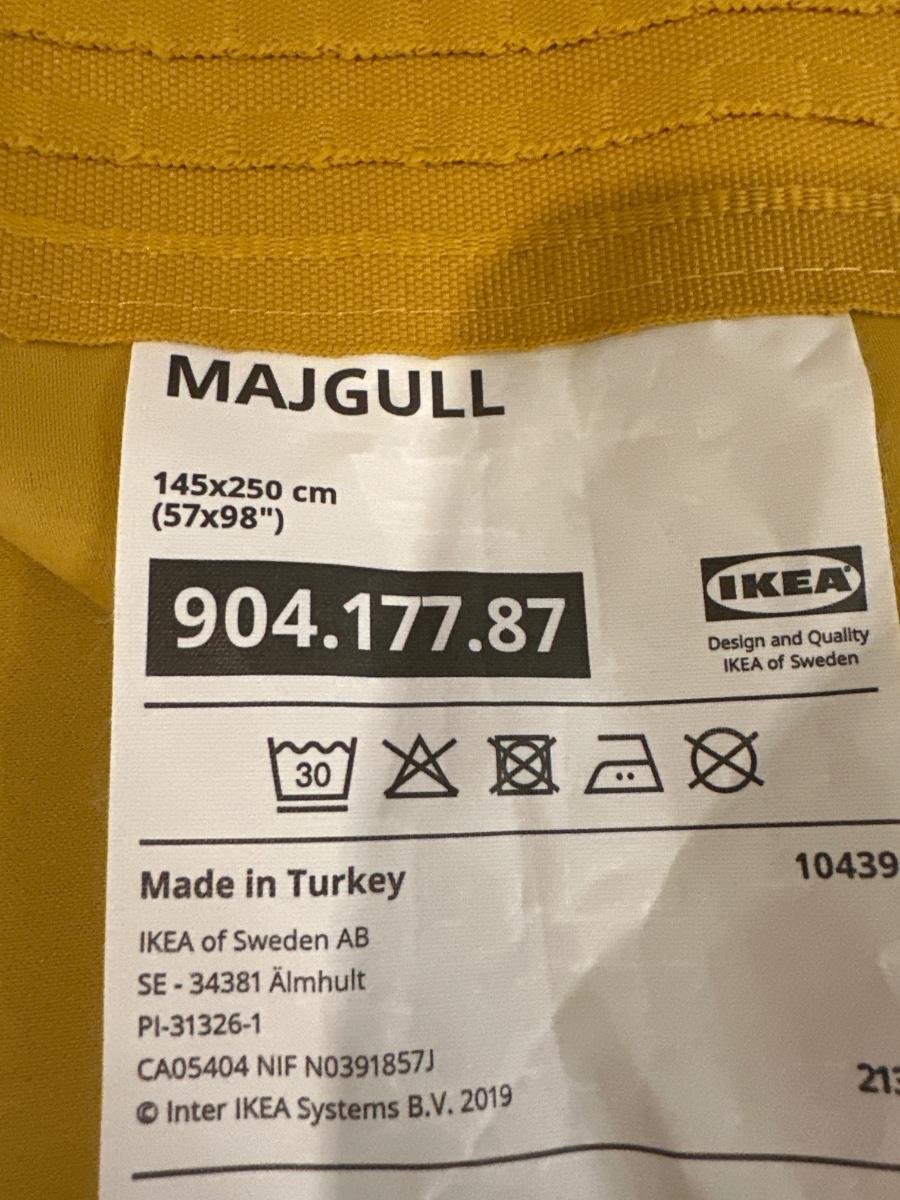 MAJGULL
145x250 cm
(57x98")
904.177.87
IKEA
Design and Quality
IKEA of Sweden
30
Made in Turkey
10439
IKEA of Sweden AB
SE - 34381 Älmhult
PI-31326-1
CA05404 NIF N0391857J
213
© Inter IKEA Systems B.V. 2019